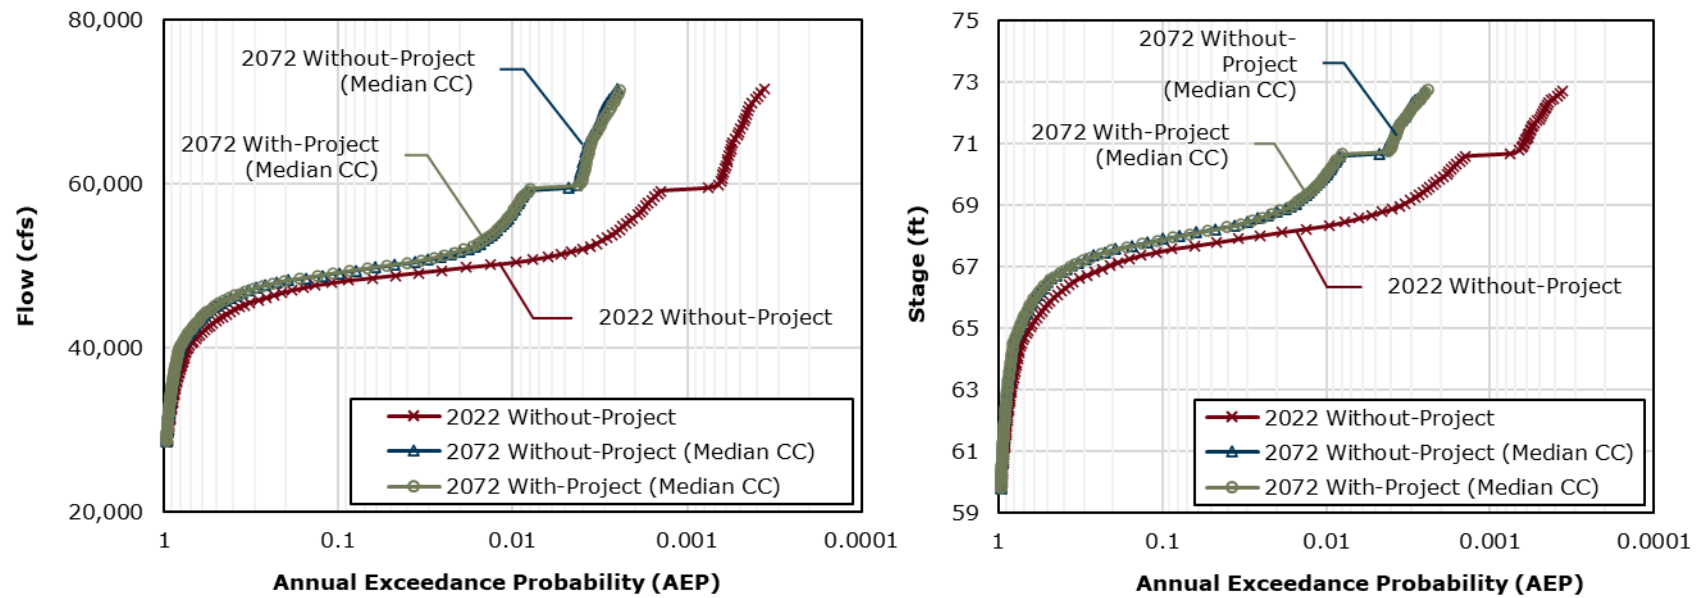 80,000
60,000
40,000
20,000
Flow (cfs)
2072 Without-Project
(Median CC)
2072 With-Project
(Median CC)
2022 Without-Project
2022 Without-Project
2072 Without-Project (Median CC)
2072 With-Project (Median CC)
1
0.1
0.01
0.001
0.0001
Annual Exceedance Probability (AEP)
75
73
71
69
67
65
63
61
59
Stage (ft)
2072 Without-
Project
(Median CC)
2072 With-Project
(Median CC)
2022 Without-Project
2022 Without-Project
2072 Without-Project (Median CC)
2072 With-Project (Median CC)
1
0.1
0.01
0.001
0.0001
Annual Exceedance Probability (AEP)